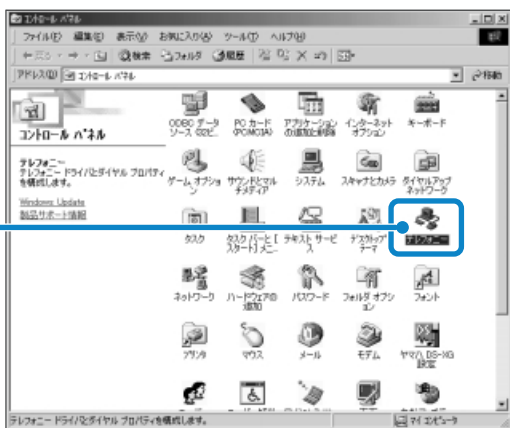 コントロール パネル
ファイル(F) 編集(E) 表示(V) お気に入り(A) ツール(T) ヘルプ(H)
戻る 検索 フォルダ 履歴
アドレス(D) コントロール パネル 移動
コントロール パネル
テレフォニー
テレフォニー ドライバとダイヤル プロパティ
を構成します。
Windows Update
製品サポート情報
ODBC データ
ソース (32ビ...
PC カード
(PCMCIA)
アプリケーション
の追加と削除
インターネット
オプション
キーボード
ゲーム オプショ
ン
サウンドとマル
チメディア
システム
スキャナとカメラ
ダイヤルアップ
ネットワーク
タスク
タスク バーと [
スタート] メニ...
テキスト サービ
ス
デスクトップ
テーマ
テレフォニー
ネットワーク
ハードウェアの
追加
パスワード
フォルダ オプシ
ョン
フォント
プリンタ
マウス
メール
モデム
ヤマハ DS-XG
設定
テレフォニー ドライバとダイヤル プロパティを構成します。
マイ コンピュータ